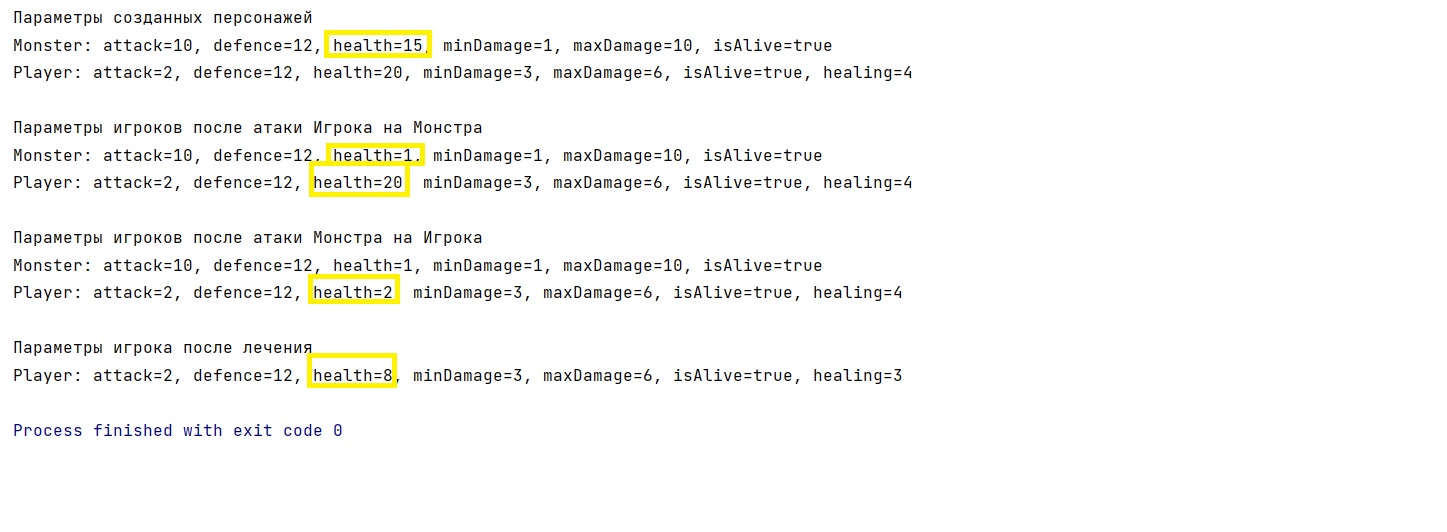 Параметры созданных персонажей
Monster: attack=10, defence=12, health=15, minDamage=1, maxDamage=10, isAlive=true
Player: attack=2, defence=12, health=20, minDamage=3, maxDamage=6, isAlive=true, healing=4
Параметры игроков после атаки Игрока на Монстра
Monster: attack=10, defence=12, health=1, minDamage=1, maxDamage=10, isAlive=true
Player: attack=2, defence=12, health=20 minDamage=3, maxDamage=6, isAlive=true, healing=4
Параметры игроков после атаки Монстра на Игрока
Monster: attack=10, defence=12, health=1, minDamage=1, maxDamage=10, isAlive=true
Player: attack=2, defence=12, health=2 minDamage=3, maxDamage=6, isAlive=true, healing=4
Параметры игрока после лечения
Player: attack=2, defence=12, health=8, minDamage=3, maxDamage=6, isAlive=true, healing=3
Process finished with exit code 0